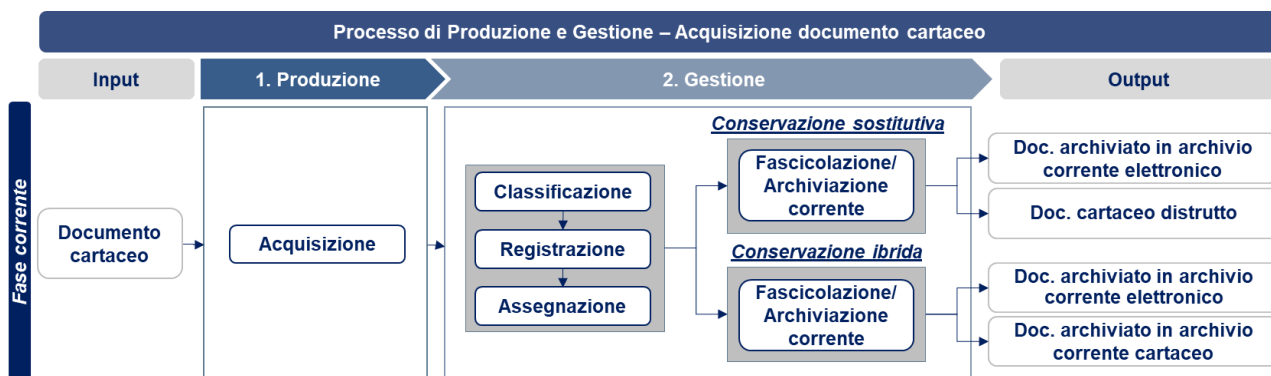 Processo di Produzione e Gestione – Acquisizione documento cartaceo
Input
1. Produzione
2. Gestione
Output
Fase corrente
Documento
cartaceo
Acquisizione
Classificazione
Registrazione
Assegnazione
Conservazione sostitutiva
Fascicolazione/
Archiviazione
corrente
Conservazione ibrida
Fascicolazione/
Archiviazione
corrente
Doc. archiviato in archivio
corrente elettronico
Doc. cartaceo distrutto
Doc. archiviato in archivio
corrente elettronico
Doc. archiviato in archivio
corrente cartaceo